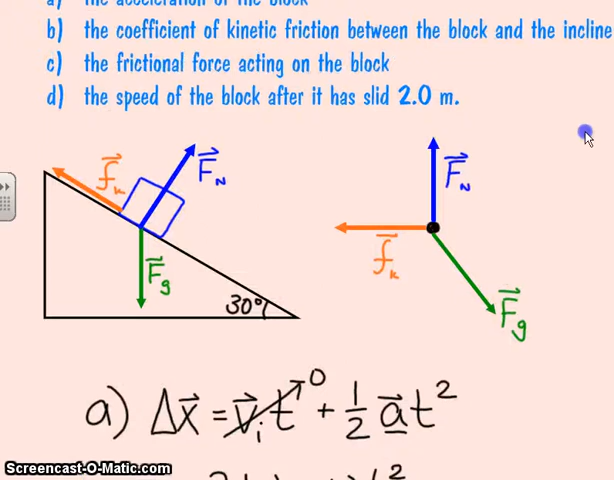 a) the acceleration of the block
b) the coefficient of kinetic friction between the block and the incline
c) the frictional force acting on the block
d) the speed of the block after it has slid 2.0 m.
f⃗k
F⃗N
F⃗g
30°
F⃗N
f⃗k
F⃗g
a) Δx⃗ = v⃗ᵢt⁰ + 1/2 a⃗t²
Screencast-O-Matic.com